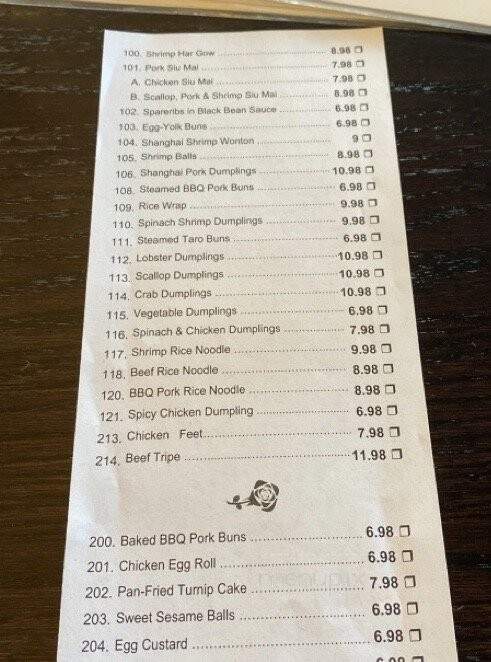 100. Shrimp Har Gow 8.98
101. Pork Siu Mai 7.98
A. Chicken Siu Mai 7.98
B. Scallop, Pork & Shrimp Siu Mai 8.98
102. Spareribs in Black Bean Sauce 6.98
103. Egg-Yolk Buns 6.98
104. Shanghai Shrimp Wonton 9
105. Shrimp Balls 8.98
106. Shanghai Pork Dumplings 10.98
108. Steamed BBQ Pork Buns 6.98
109. Rice Wrap 9.98
110. Spinach Shrimp Dumplings 9.98
111. Steamed Taro Buns 6.98
112. Lobster Dumplings 10.98
113. Scallop Dumplings 10.98
114. Crab Dumplings 10.98
115. Vegetable Dumplings 6.98
116. Spinach & Chicken Dumplings 7.98
117. Shrimp Rice Noodle 9.98
118. Beef Rice Noodle 8.98
120. BBQ Pork Rice Noodle 8.98
121. Spicy Chicken Dumpling 6.98
213. Chicken Feet 7.98
214. Beef Tripe 11.98
200. Baked BBQ Pork Buns 6.98
201. Chicken Egg Roll 6.98
202. Pan-Fried Turnip Cake 7.98
203. Sweet Sesame Balls 6.98
204. Egg Custard 6.98